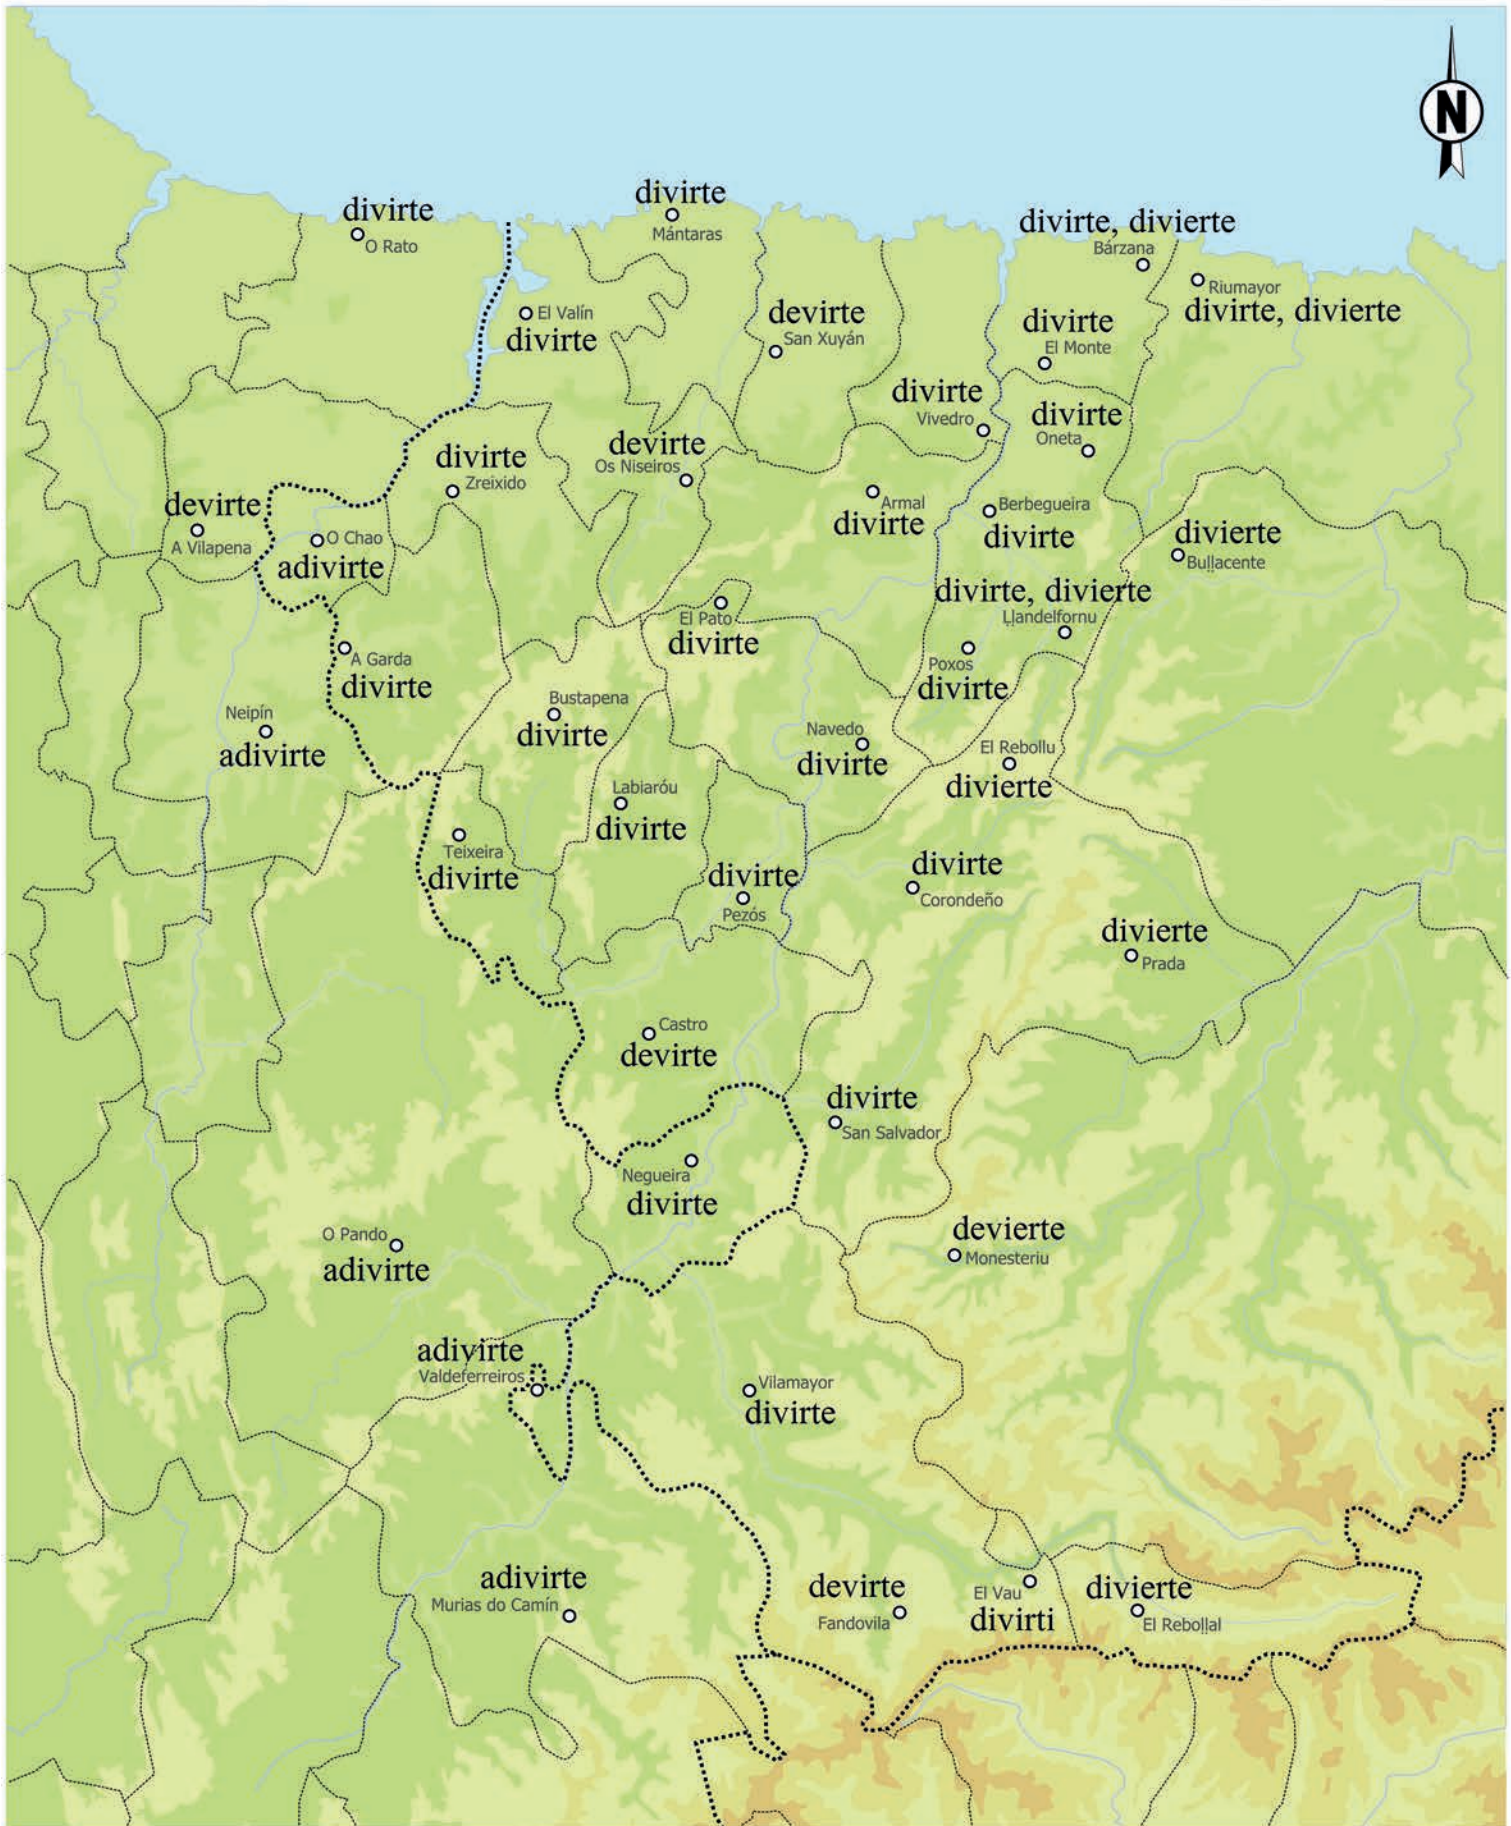 N
divirte
O Rato
divirte
Mántaras
divirte, divierte
Bárzana
Riumayor
divirte, divierte
El Valín
divirte
devirte
San Xuyán
divirte
El Monte
divirte
Vivedro
divirte
Oneta
devirte
Os Niseiros
divirte
Zreixido
devirte
A Vilapena
O Chao
adivirte
Armal
divirte
Berbegueira
divirte
divierte
Buḷḷacente
divirte, divierte
Ḷḷandelfornu
El Pato
divirte
A Garda
divirte
Poxos
divirte
Neipín
adivirte
Bustapena
divirte
Navedo
divirte
El Rebollu
divierte
Labiaróu
divirte
Teixeira
divirte
divirte
Pezós
divirte
Corondeño
divierte
Prada
Castro
devirte
divirte
San Salvador
Negueira
divirte
O Pando
adivirte
devierte
Monesteriu
adivirte
Valdeferreiros
Vilamayor
divirte
adivirte
Murias do Camín
devirte
Fandovila
El Vau
divirti
divierte
El Reboḷḷal